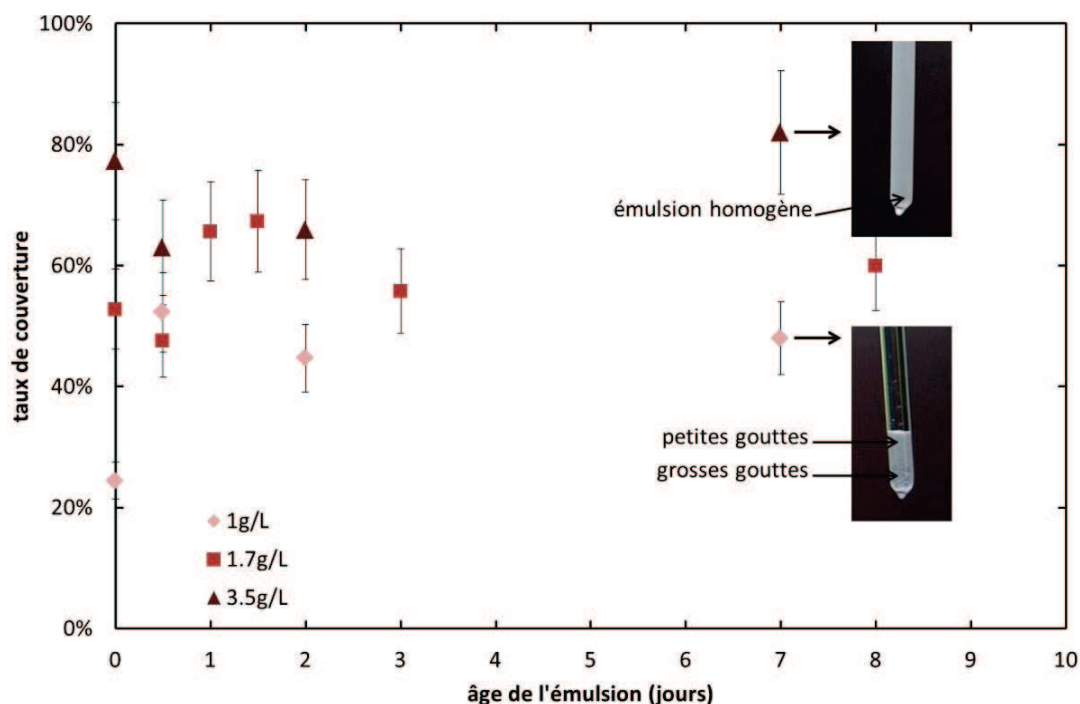 100%
80%
60%
40%
20%
0%
taux de couverture
émulsion homogène
petites gouttes
grosses gouttes
1g/L
1.7g/L
3.5g/L
0 1 2 3 4 5 6 7 8 9 10
âge de l'émulsion (jours)